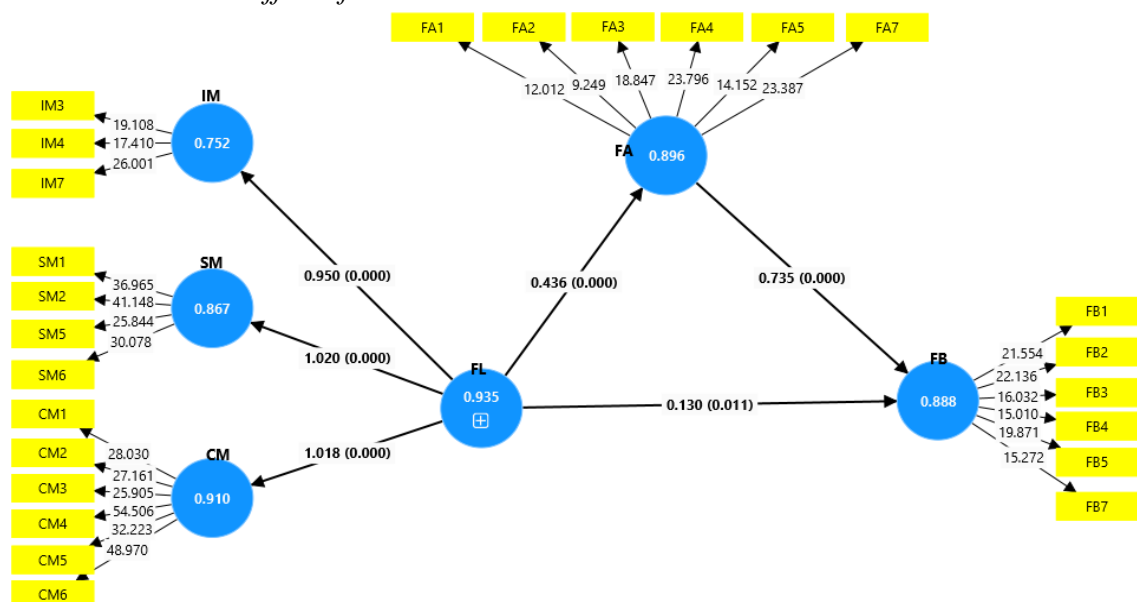 FA1
FA2
FA3
FA4
FA5
FA7
12.012
9.249
18.847
23.796
14.152
23.387
FA
0.896
IM
IM3
IM4
IM7
19.108
17.410
26.001
0.752
SM
SM1
SM2
SM5
SM6
36.965
41.148
25.844
30.078
0.867
CM
CM1
CM2
CM3
CM4
CM5
CM6
28.030
27.161
25.905
54.506
32.223
48.970
0.910
0.950 (0.000)
1.020 (0.000)
1.018 (0.000)
FL
0.935
0.436 (0.000)
0.735 (0.000)
0.130 (0.011)
FB
0.888
21.554
22.136
16.032
15.010
19.871
15.272
FB1
FB2
FB3
FB4
FB5
FB7